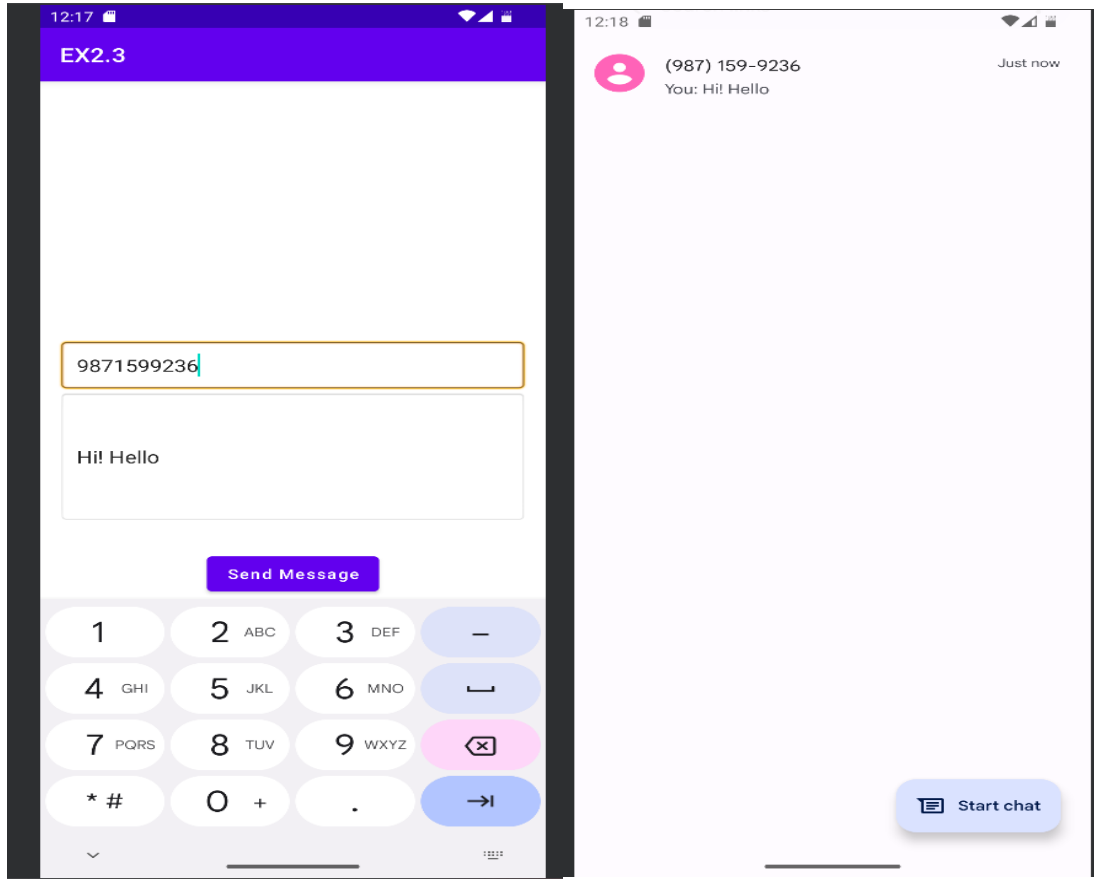 12:17
EX2.3
9871599236
Hi! Hello
Send Message
1 2 ABC 3 DEF –
4 GHI 5 JKL 6 MNO
7 PQRS 8 TUV 9 WXYZ
* # 0 + .
12:18
(987) 159-9236 Just now
You: Hi! Hello
Start chat